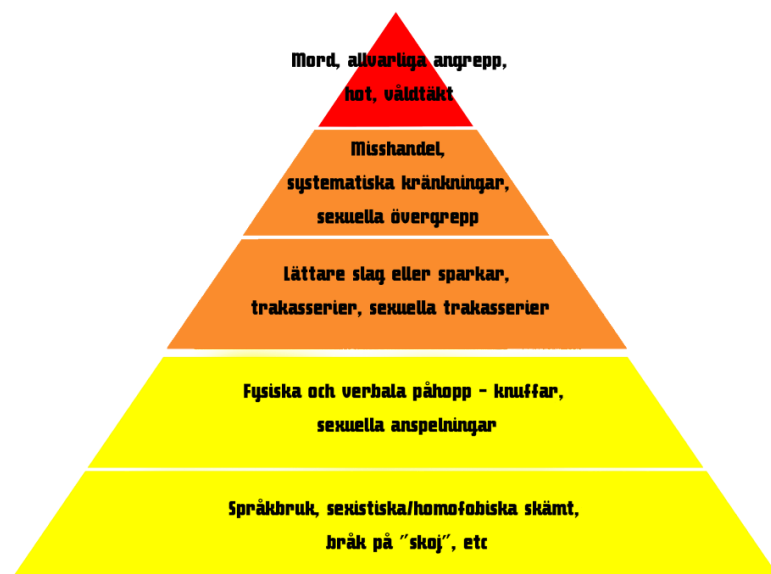 Mord, allvarliga angrepp,
hot, våldtäkt
Misshandel,
systematiska kränkningar,
sexuella övergrepp
Lättare slag eller sparkar,
trakasserier, sexuella trakasserier
Fysiska och verbala påhopp - knuffar,
sexuella anspelningar
Språkbruk, sexistiska/homofobiska skämt,
bråk på "skoj", etc